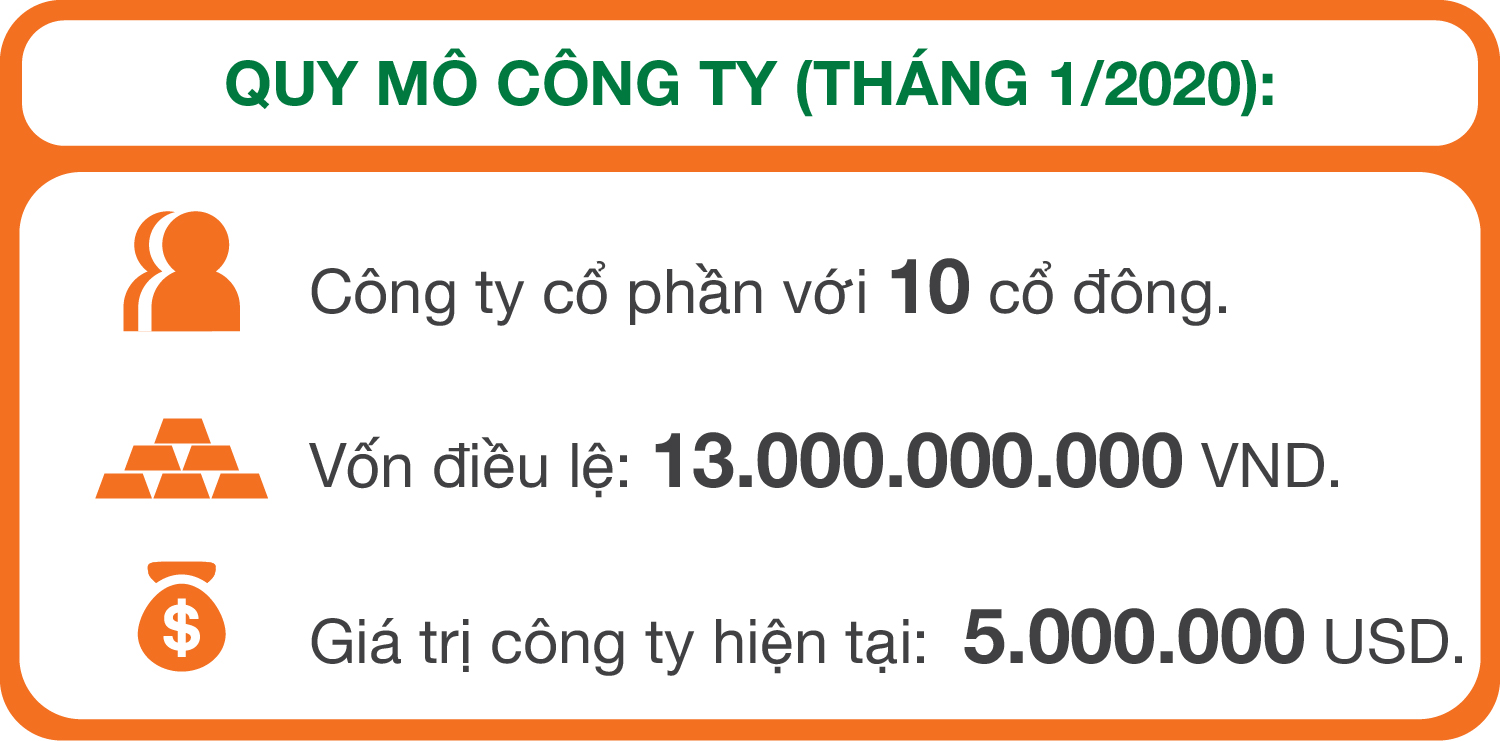 QUY MÔ CÔNG TY (THÁNG 1/2020):
Công ty cổ phần với 10 cổ đông.
Vốn điều lệ: 13.000.000.000 VND.
$
Giá trị công ty hiện tại: 5.000.000 USD.